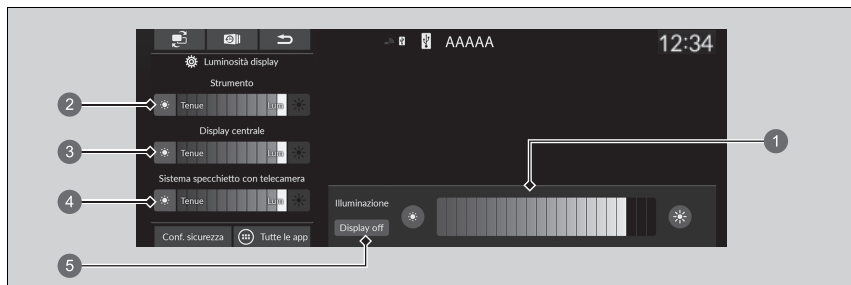 AAAAA
12:34
Luminosità display
Strumento
2
Tenue
Lum
Display centrale
3
Tenue
Lum
1
Sistema specchietto con telecamera
4
Tenue
Lum
Illuminazione
Display off
Conf. sicurezza
Tutte le app
5